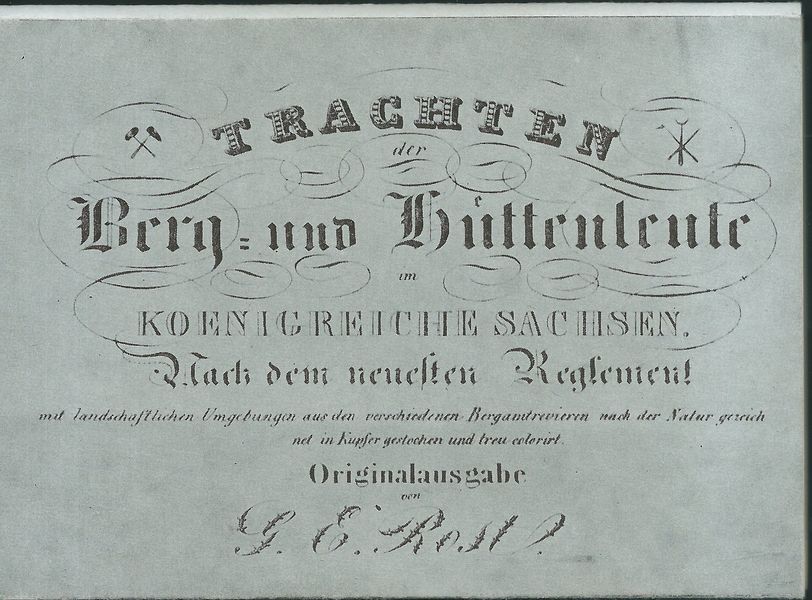 TRACHTEN
der
Berg= und Hüttenleute
im
KOENIGREICHE SACHSEN.
Nach dem neuesten Reglement
mit landschaftlichen Umgebungen aus den verschiedenen Bergamtrevieren nach der Natur gezeich
net in Kupfer gestochen und treu colorirt.
Originalausgabe
von
G. E. Rost